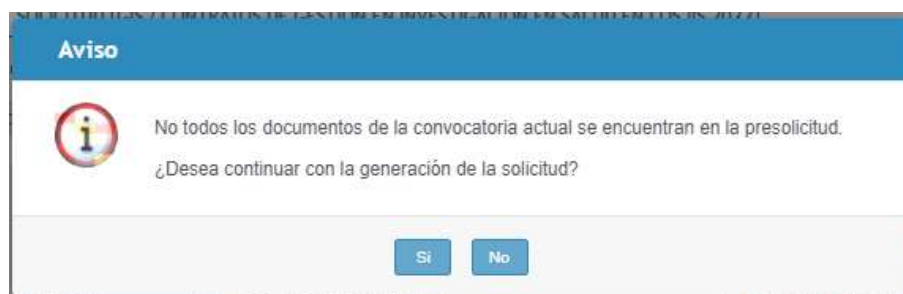 Aviso
No todos los documentos de la convocatoria actual se encuentran en la presolicitud.
¿Desea continuar con la generación de la solicitud?
Si
No